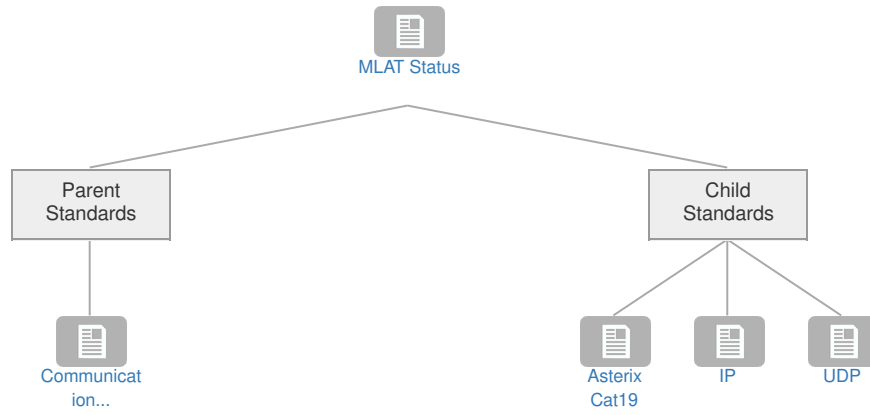 MLAT Status
Parent
Standards
Child
Standards
Communicat
ion...
Asterix
Cat19
IP
UDP